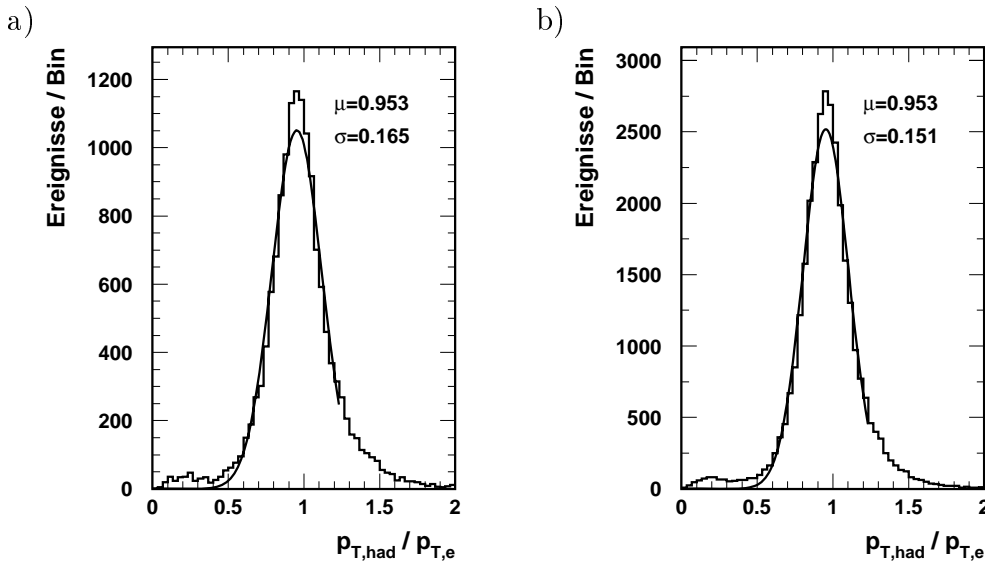 a)
Ereignisse / Bin
1200
1000
800
600
400
200
0
μ=0.953
σ=0.165
0 0.5 1 1.5 2
p_T,had / p_T,e
b)
Ereignisse / Bin
3000
2500
2000
1500
1000
500
0
μ=0.953
σ=0.151
0 0.5 1 1.5 2
p_T,had / p_T,e